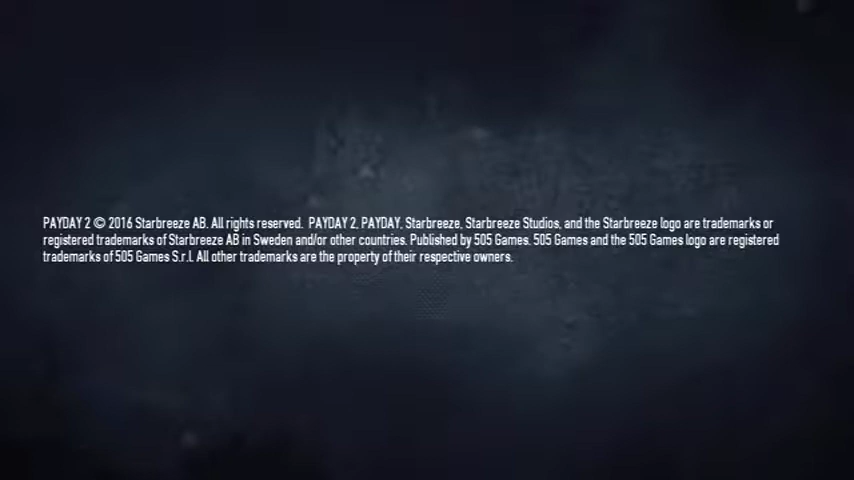 PAYDAY 2 © 2016 Starbreeze AB. All rights reserved. PAYDAY 2, PAYDAY, Starbreeze, Starbreeze Studios, and the Starbreeze logo are trademarks or
registered trademarks of Starbreeze AB in Sweden and/or other countries. Published by 505 Games. 505 Games and the 505 Games logo are registered
trademarks of 505 Games S.r.l. All other trademarks are the property of their respective owners.